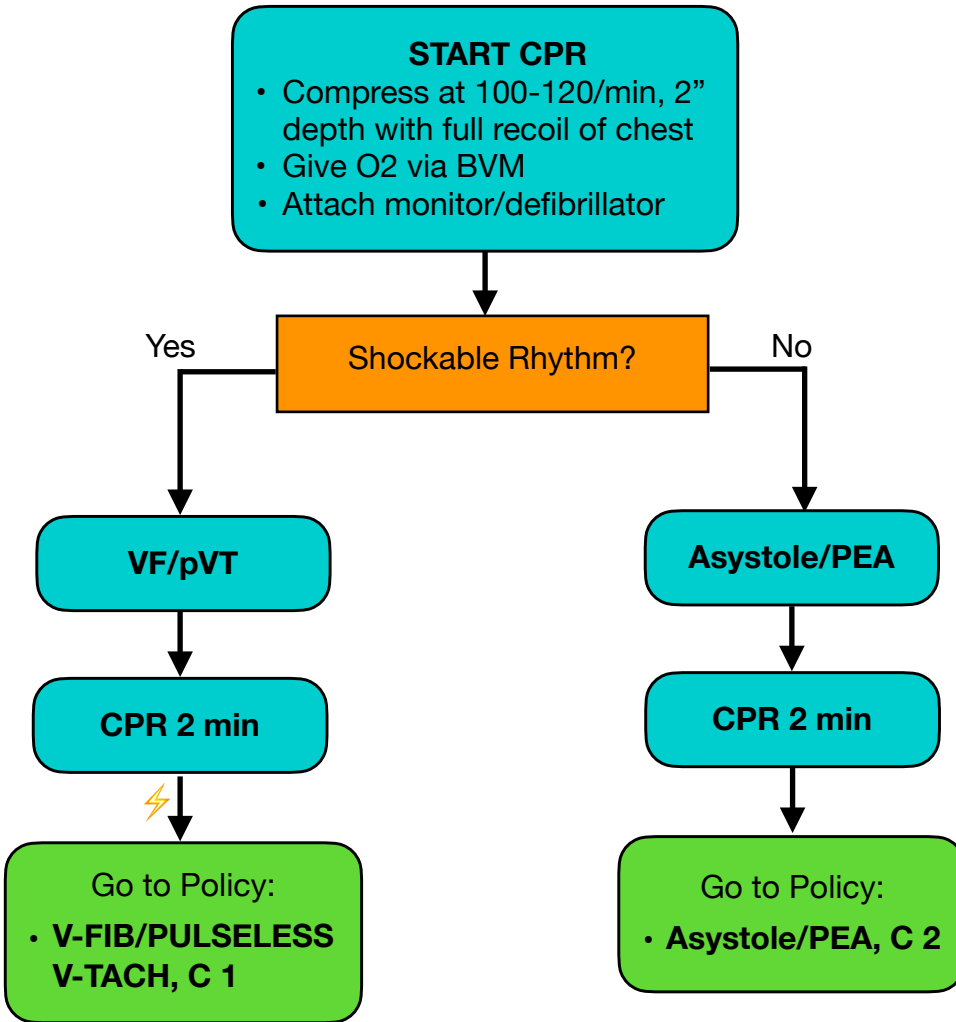 START CPR
• Compress at 100-120/min, 2”
depth with full recoil of chest
• Give O2 via BVM
• Attach monitor/defibrillator
Yes
Shockable Rhythm?
No
VF/pVT
Asystole/PEA
CPR 2 min
CPR 2 min
Go to Policy:
• V-FIB/PULSELESS
V-TACH, C 1
Go to Policy:
• Asystole/PEA, C 2